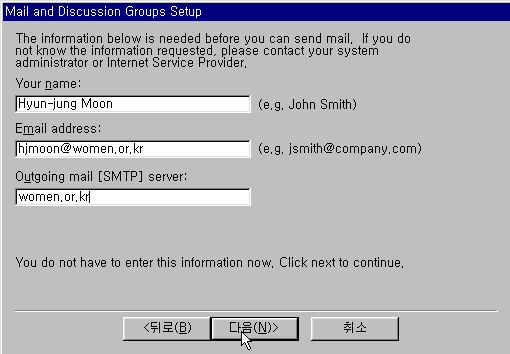 Mail and Discussion Groups Setup
The information below is needed before you can send mail. If you do
not know the information requested, please contact your system
administrator or Internet Service Provider.
Your name:
Hyun-jung Moon (e.g. John Smith)
Email address:
hjmoon@women.or.kr (e.g. jsmith@company.com)
Outgoing mail [SMTP] server:
women.or.kr
You do not have to enter this information now. Click next to continue.
<뒤로(B) 다음(N)> 취소